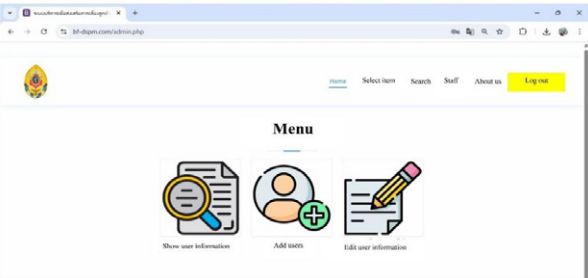 bf-dspm.com/admin.php
Home Select item Search Staff About us Log out
Menu
Show user information Add users Edit user information